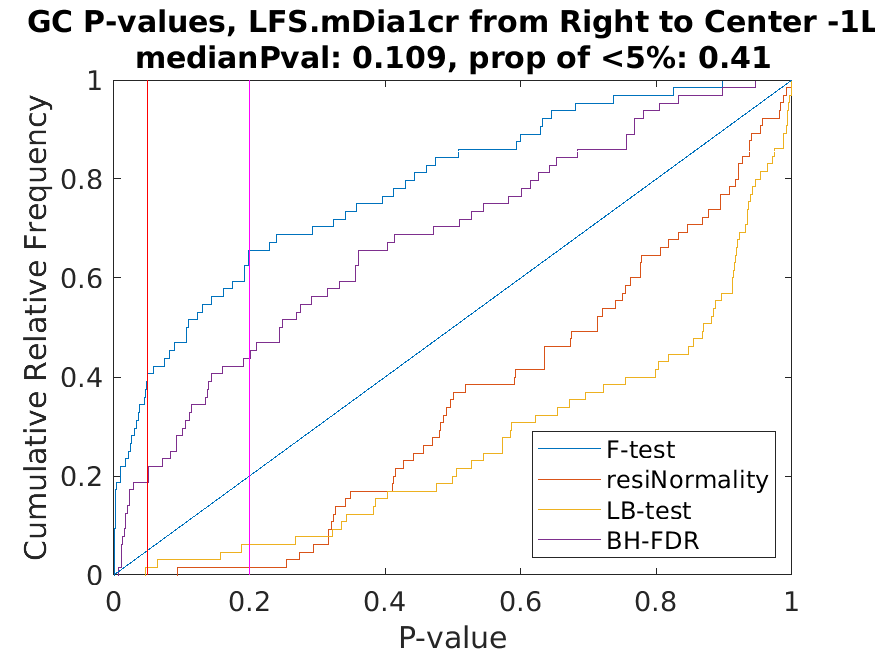 GC P-values, LFS.mDia1cr from Right to Center -1L
medianPval: 0.109, prop of <5%: 0.41
Cumulative Relative Frequency
1
0.8
0.6
0.4
0.2
0
F-test
resiNormality
LB-test
BH-FDR
0 0.2 0.4 0.6 0.8 1
P-value